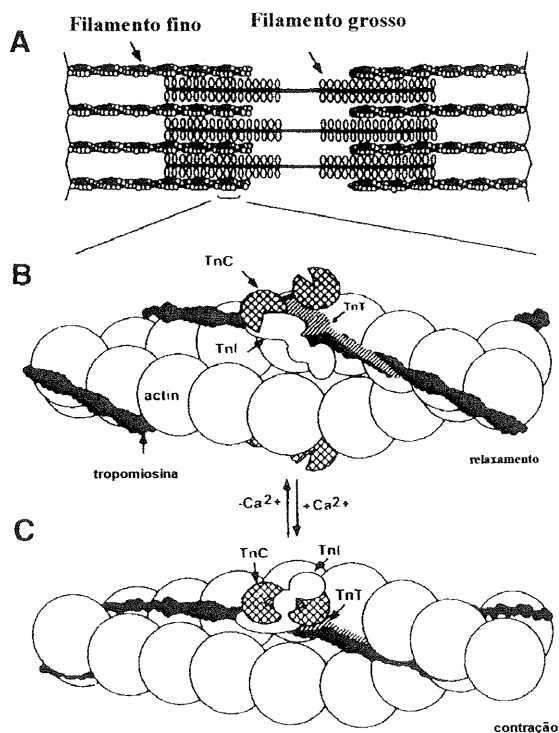 Filamento fino Filamento grosso
A
B
TnC
TnT
TnI
actin
tropomiosina
relaxamento
-Ca2+ +Ca2+
C
TnC TnI
TnT
contração